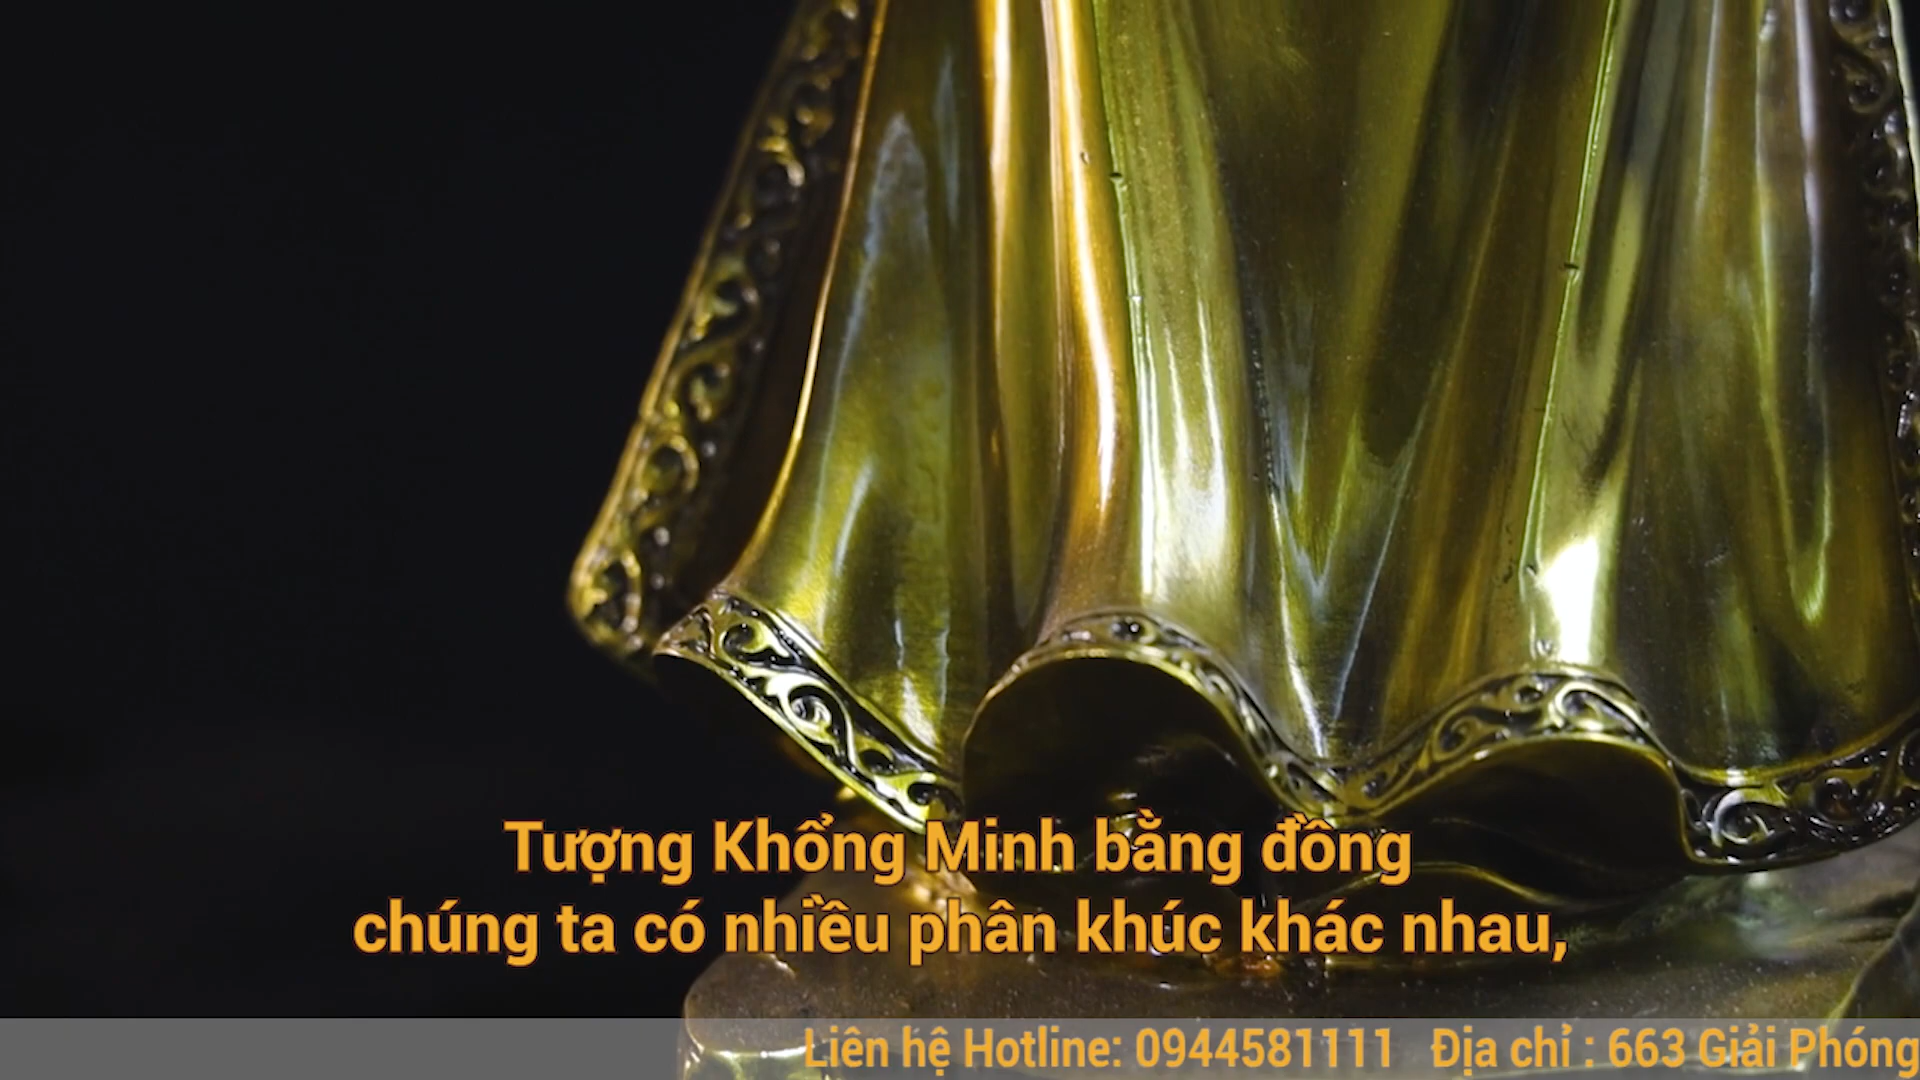 Tượng Khổng Minh bằng đồng
chúng ta có nhiều phân khúc khác nhau,
Liên hệ Hotline: 0944581111 Địa chỉ : 663 Giải Phóng